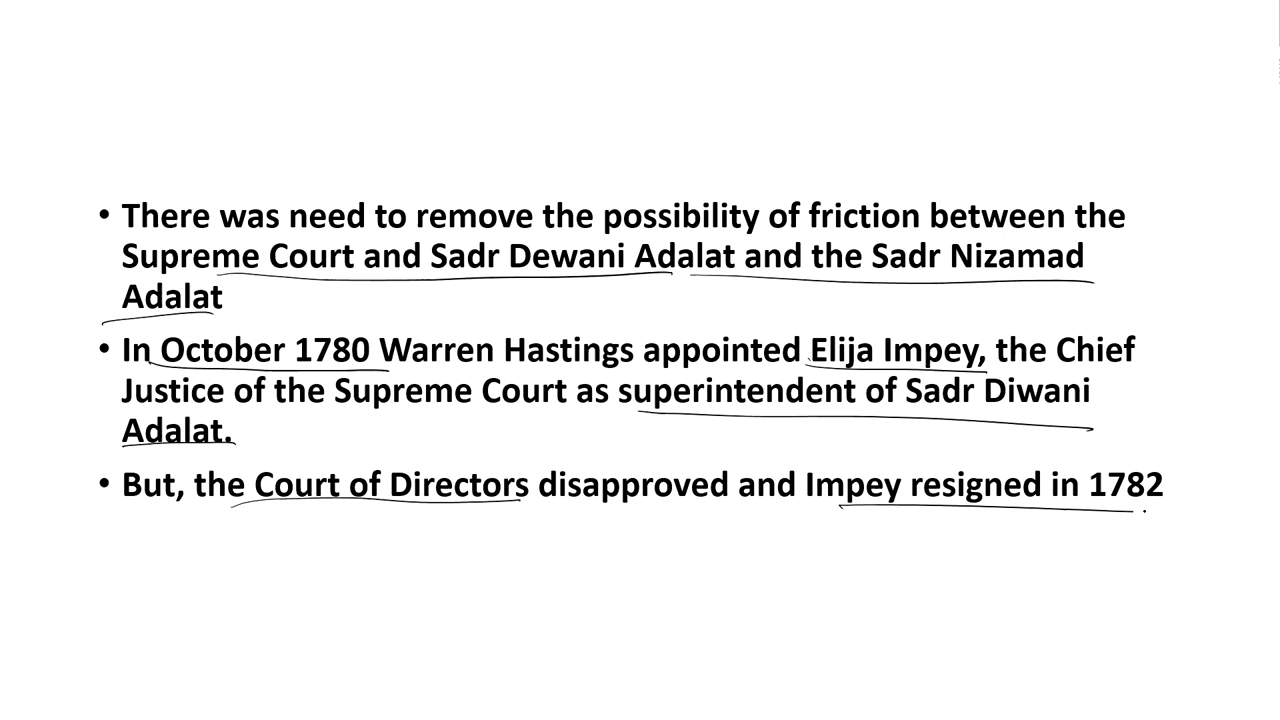 • There was need to remove the possibility of friction between the
Supreme Court and Sadr Dewani Adalat and the Sadr Nizamad
Adalat
• In October 1780 Warren Hastings appointed Elija Impey, the Chief
Justice of the Supreme Court as superintendent of Sadr Diwani
Adalat.
• But, the Court of Directors disapproved and Impey resigned in 1782